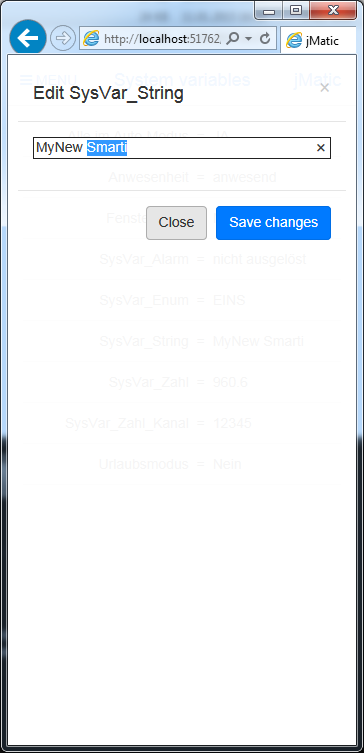 http://localhost:51762,
jMatic
MENU System variables jMatic
Edit SysVar_String
×
MyNew Smarti
Anwesenheit = anwesend
Close Save changes
SysVar_Alarm = nicht ausgelöst
SysVar_Enum = EINS
SysVar_String = MyNew Smarti
SysVar_Zahl = 960.6
SysVar_Zahl_Kanal = 12345
Urlaubsmodus = Nein